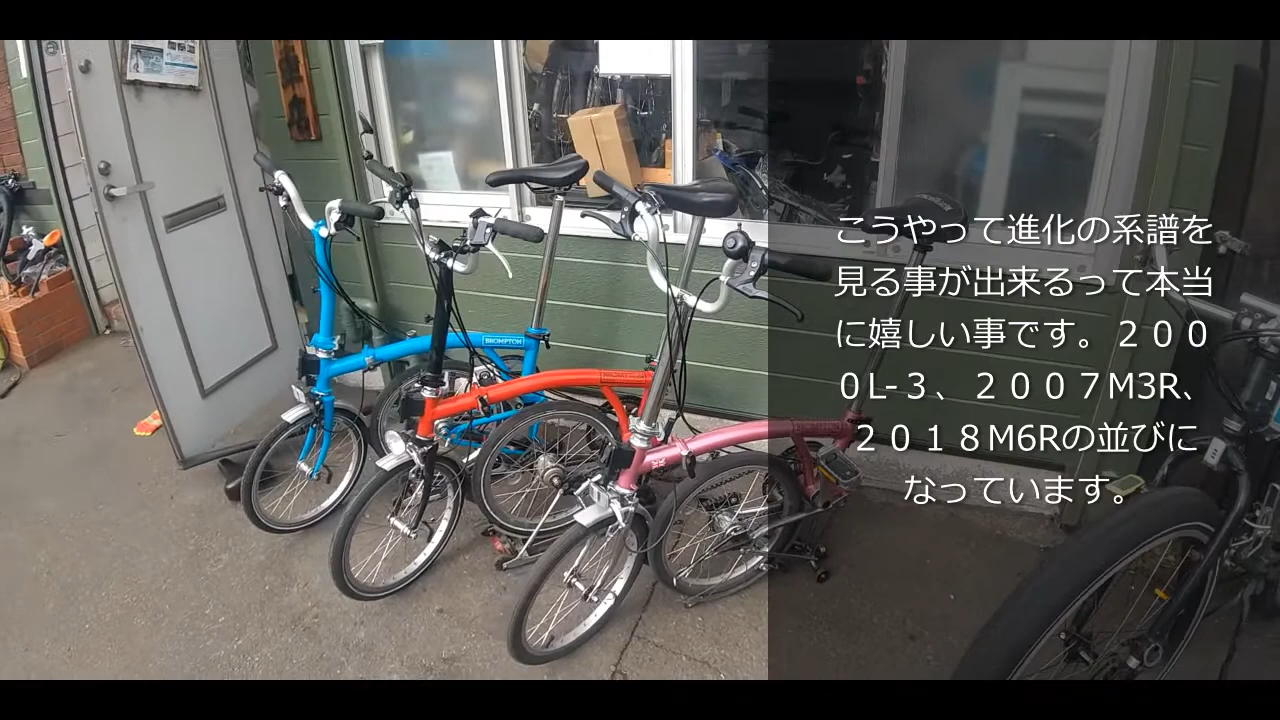 こうやって進化の系譜を
見る事が出来るって本当
に嬉しい事です。２００
０L-３、２００７M3R、
２０１８M6Rの並びに
なっています。
BROMPTON